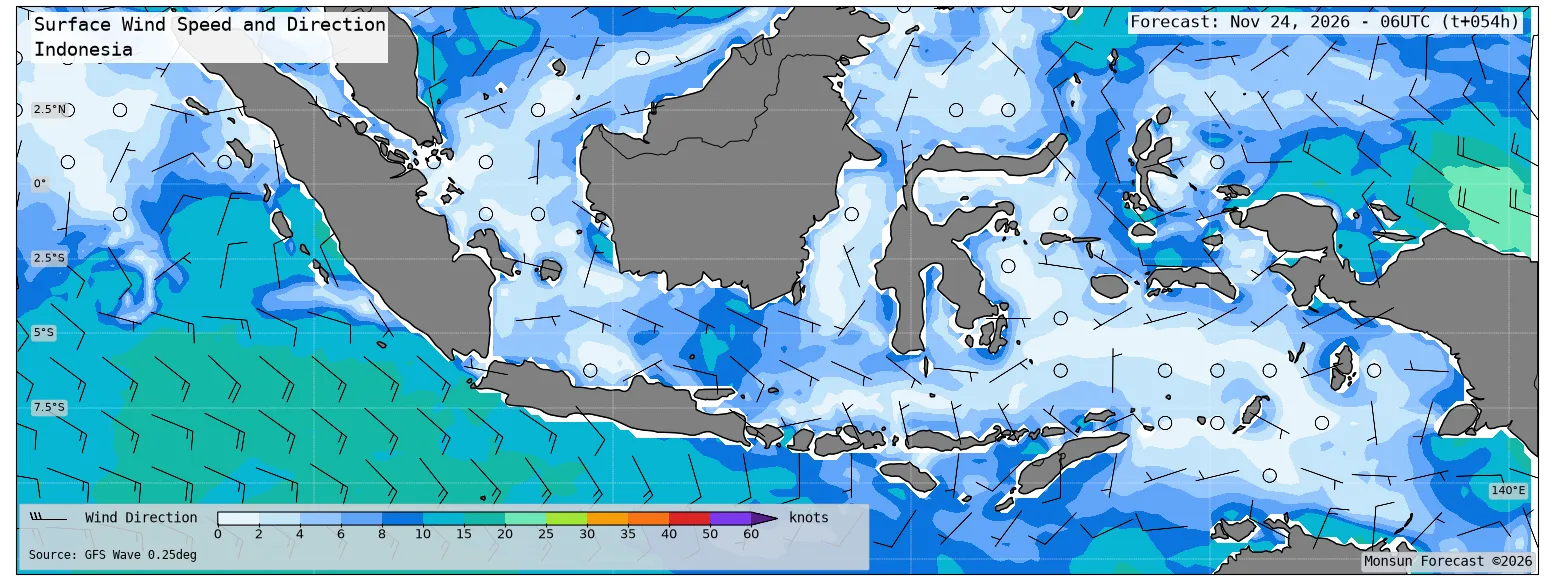 Surface Wind Speed and Direction
Indonesia
Forecast: Nov 24, 2026 - 06UTC (t+054h)
2.5°N
0°
2.5°S
5°S
7.5°S
140°E
Wind Direction
0 2 4 6 8 10 15 20 25 30 35 40 50 60
knots
Source: GFS Wave 0.25deg
Monsun Forecast ©2026